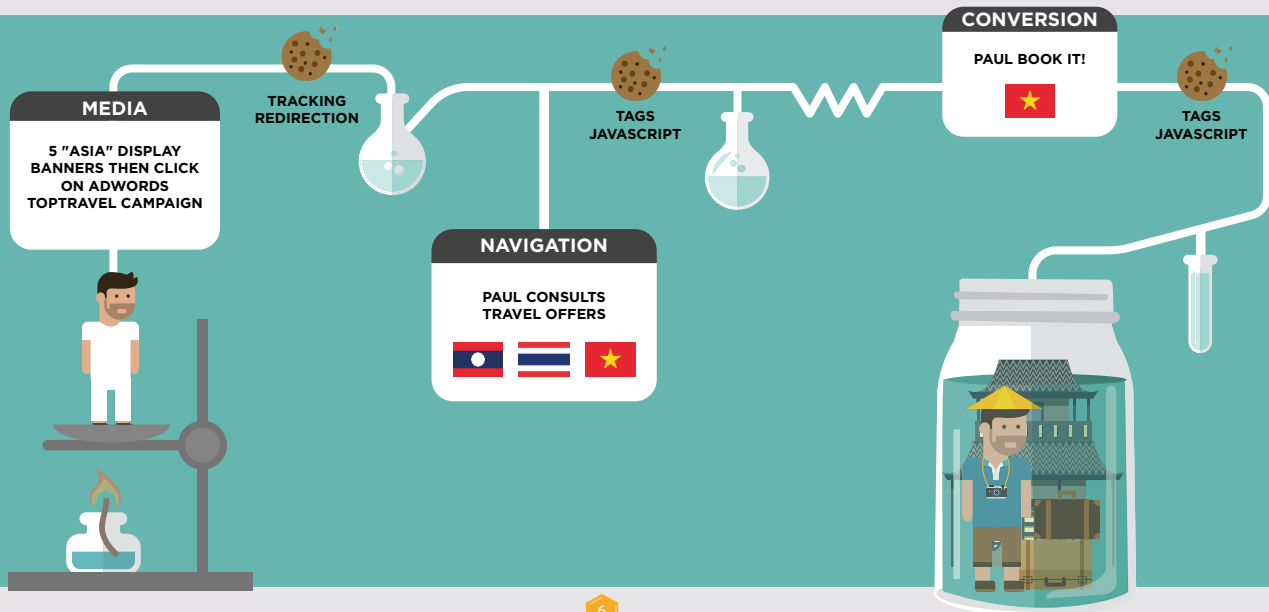 MEDIA
5 "ASIA" DISPLAY
BANNERS THEN CLICK
ON ADWORDS
TOPTRAVEL CAMPAIGN
TRACKING
REDIRECTION
NAVIGATION
PAUL CONSULTS
TRAVEL OFFERS
TAGS
JAVASCRIPT
CONVERSION
PAUL BOOK IT!
TAGS
JAVASCRIPT
6